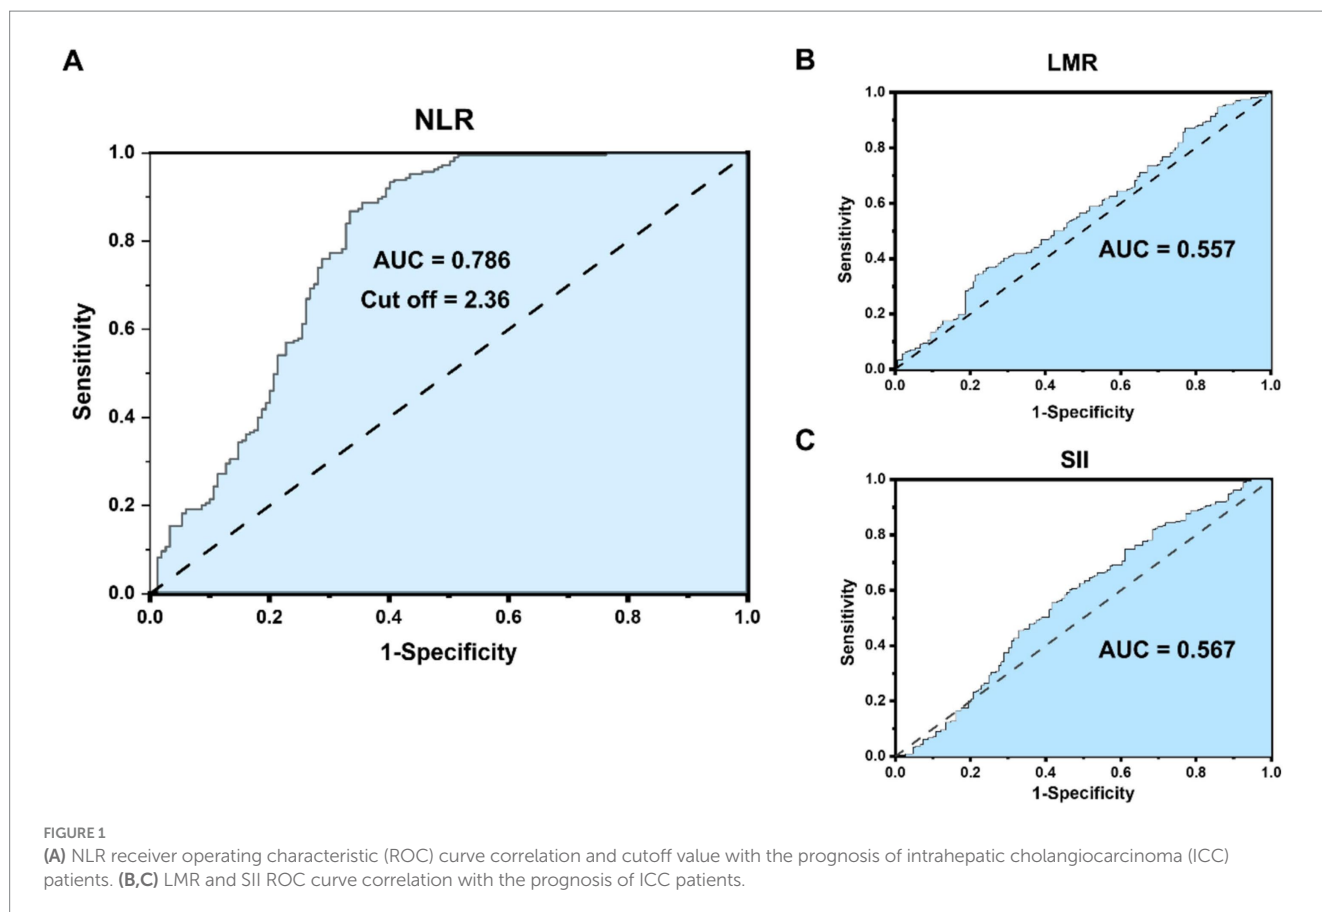 A
NLR
1.0
0.8
0.6
0.4
0.2
0.0
Sensitivity
AUC = 0.786
Cut off = 2.36
0.0 0.2 0.4 0.6 0.8 1.0
1-Specificity
B
LMR
1.0
0.8
0.6
0.4
0.2
0.0
Sensitivity
AUC = 0.557
0.0 0.2 0.4 0.6 0.8 1.0
1-Specificity
C
SII
1.0
0.8
0.6
0.4
0.2
0.0
Sensitivity
AUC = 0.567
0.0 0.2 0.4 0.6 0.8 1.0
1-Specificity
FIGURE 1
(A) NLR receiver operating characteristic (ROC) curve correlation and cutoff value with the prognosis of intrahepatic cholangiocarcinoma (ICC)
patients. (B,C) LMR and SII ROC curve correlation with the prognosis of ICC patients.